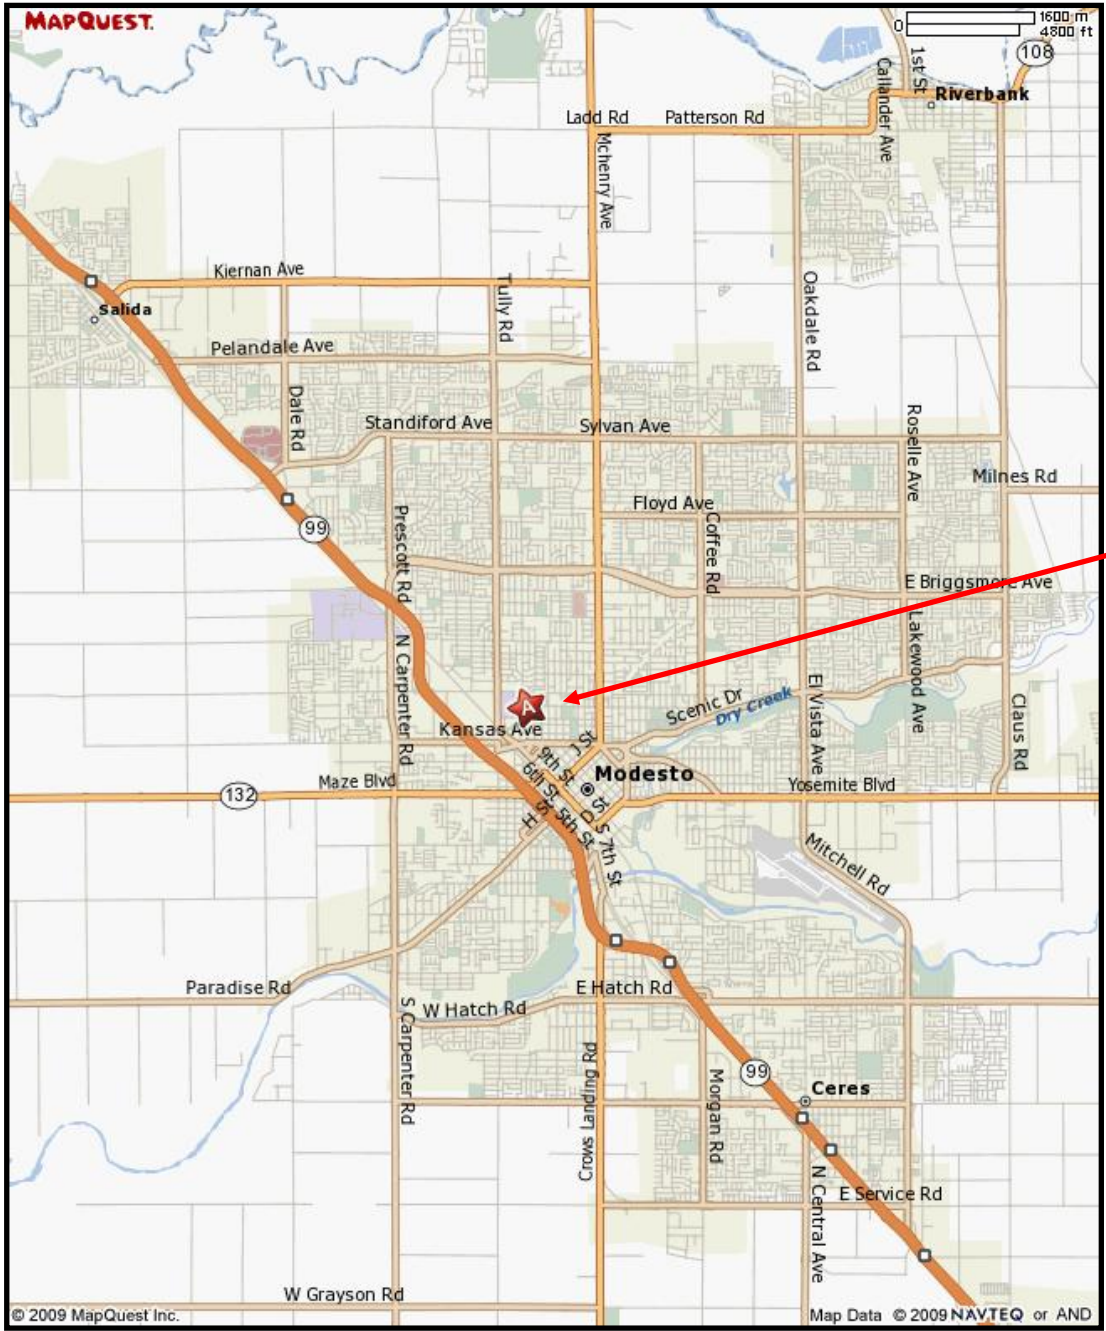 MAPQUEST.
0
1600 m
4800 ft
108
1st St
Callander Ave
Riverbank
Ladd Rd
Patterson Rd
Mchenry Ave
Kiernan Ave
Tully Rd
Oakdale Rd
Salida
Pelandale Ave
Dale Rd
Standiford Ave
Sylvan Ave
Roselle Ave
Milnes Rd
Floyd Ave
99
Prescott Rd
Coffee Rd
E Briggsmore Ave
Lakewood Ave
N Carpenter Rd
A
El Vista Ave
Scenic Dr
Dry Creek
Claus Rd
Kansas Ave
J St
9th St
Modesto
6th St
Maze Blvd
132
D St
Yosemite Blvd
H St
5th St
S 7th St
Mitchell Rd
Paradise Rd
E Hatch Rd
W Hatch Rd
S Carpenter Rd
99
Ceres
Crows Landing Rd
Morgan Rd
N Central Ave
E Service Rd
W Grayson Rd
© 2009 MapQuest Inc.
Map Data © 2009 NAVTEQ or AND